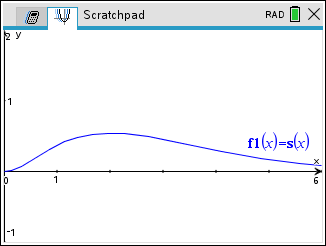 Scratchpad RAD
2 y
1
f1(x)=s(x)
x
0 1 6
-1